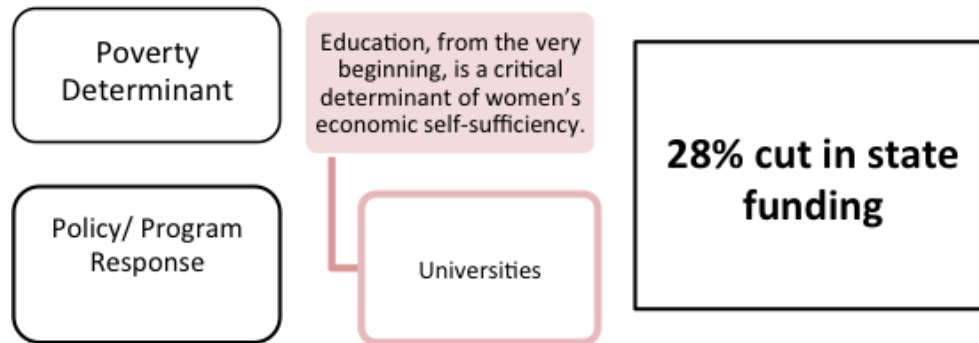 Poverty
Determinant
Education, from the very
beginning, is a critical
determinant of women's
economic self-sufficiency.
28% cut in state
funding
Policy/ Program
Response
Universities